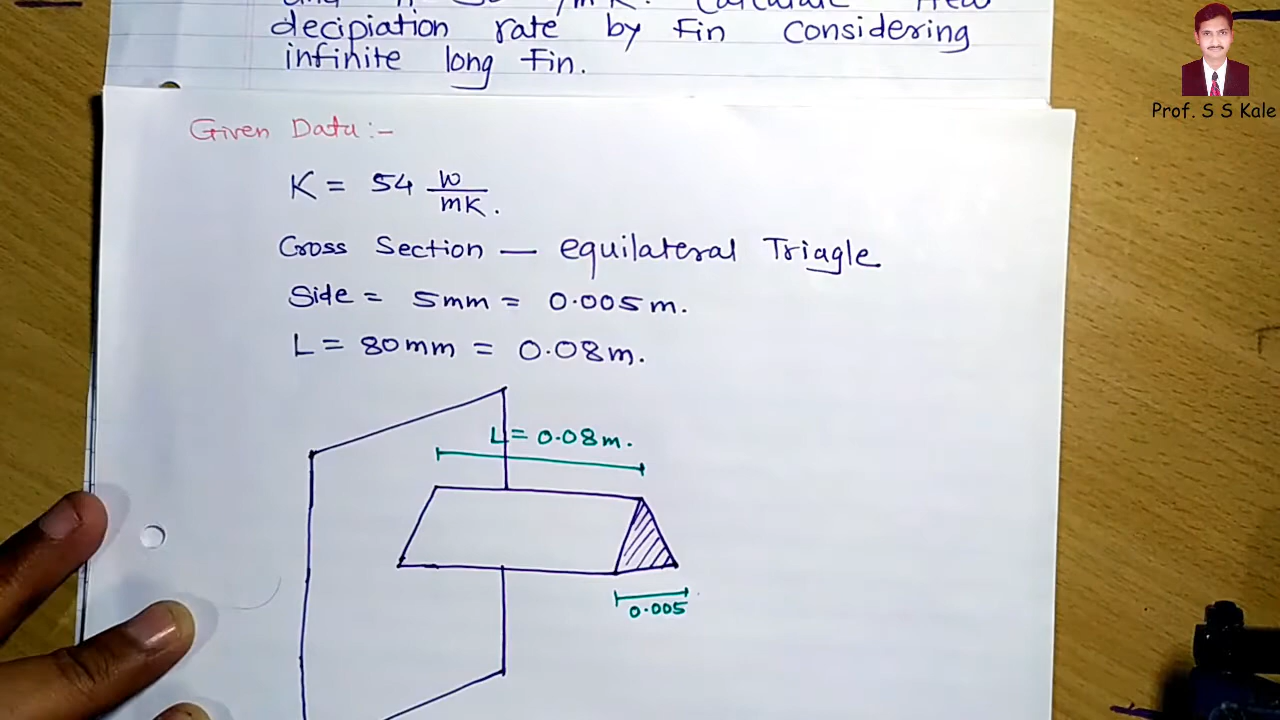 decipiation rate by Fin Considering
infinite long Fin.
Prof. S S Kale
Given Data:-
K = 54 W/mK.
Cross Section — equilateral Triagle
Side = 5mm = 0.005 m.
L = 80mm = 0.08m.
L = 0.08m.
0.005